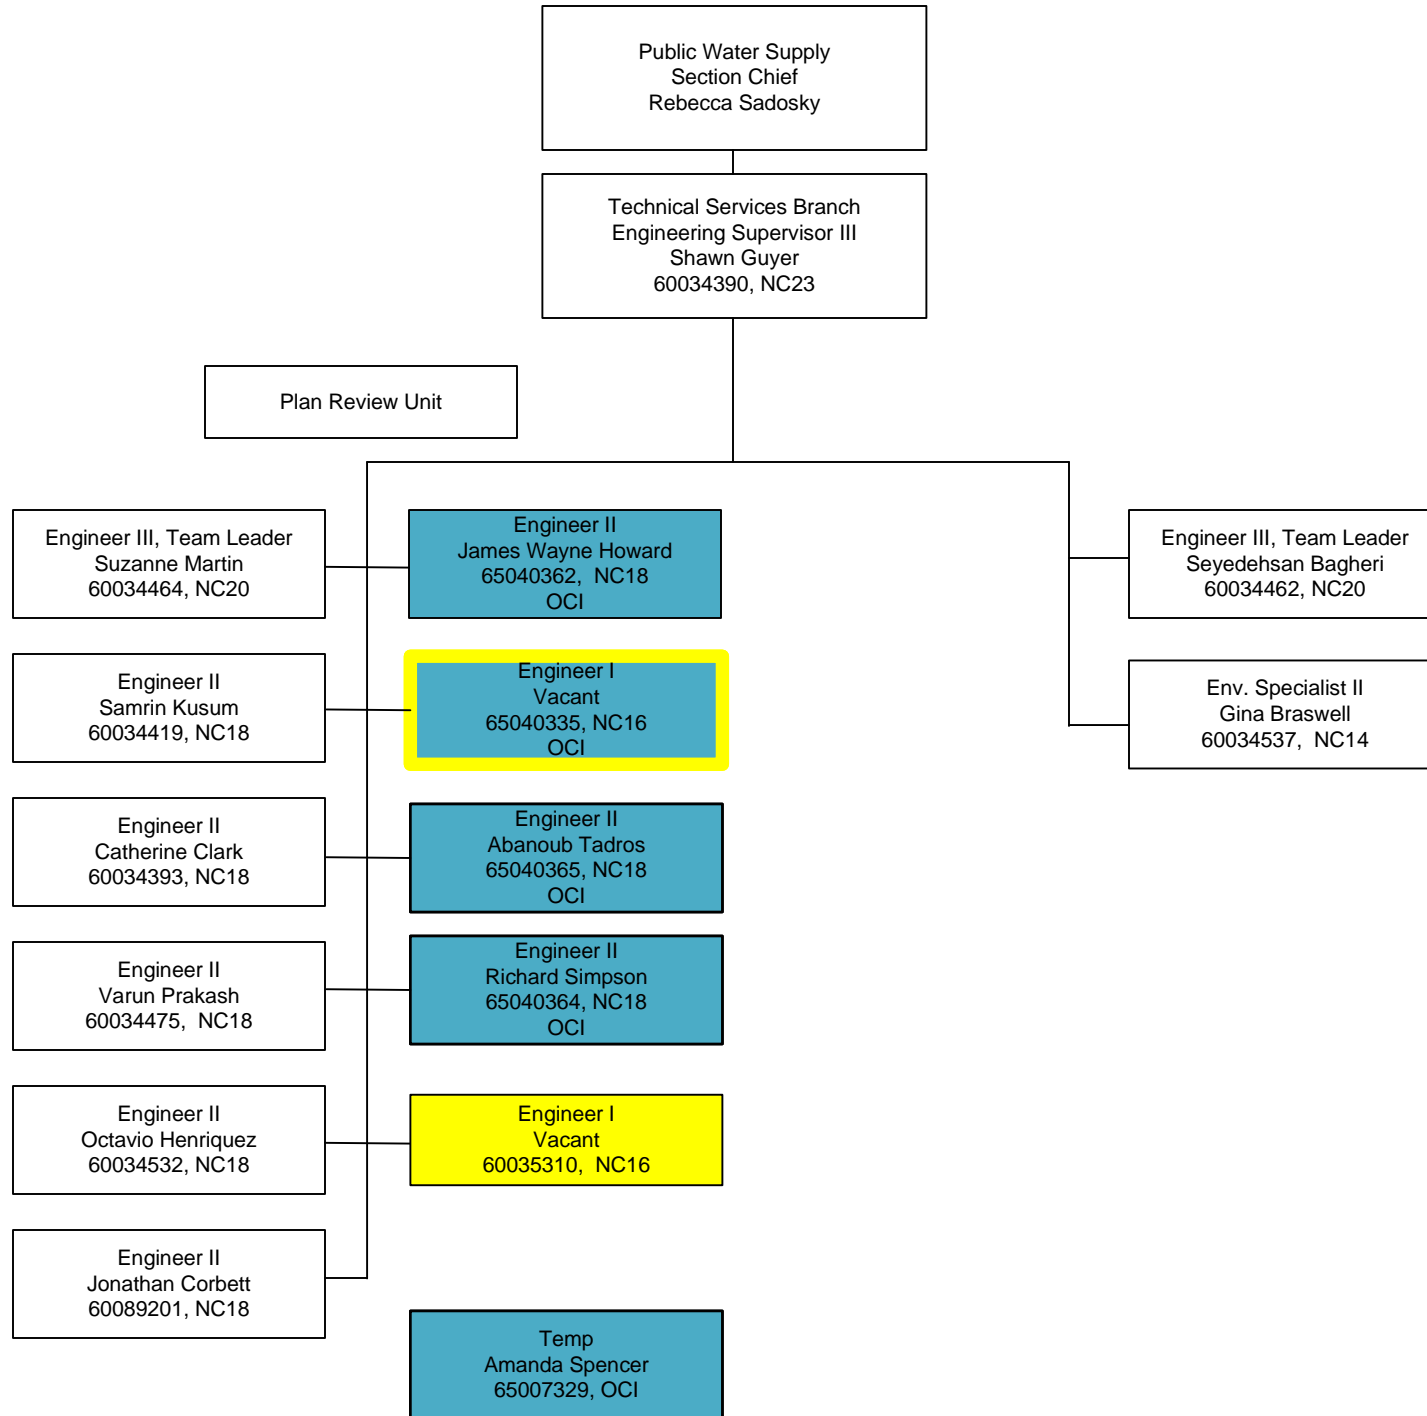 Public Water Supply
Section Chief
Rebecca Sadosky
Technical Services Branch
Engineering Supervisor III
Shawn Guyer
60034390, NC23
Plan Review Unit
Engineer III, Team Leader
Suzanne Martin
60034464, NC20
Engineer II
James Wayne Howard
65040362, NC18
OCI
Engineer III, Team Leader
Seyedehsan Bagheri
60034462, NC20
Engineer II
Samrin Kusum
60034419, NC18
Engineer I
Vacant
65040335, NC16
OCI
Env. Specialist II
Gina Braswell
60034537, NC14
Engineer II
Catherine Clark
60034393, NC18
Engineer II
Abanoub Tadros
65040365, NC18
OCI
Engineer II
Varun Prakash
60034475, NC18
Engineer II
Richard Simpson
65040364, NC18
OCI
Engineer II
Octavio Henriquez
60034532, NC18
Engineer I
Vacant
60035310, NC16
Engineer II
Jonathan Corbett
60089201, NC18
Temp
Amanda Spencer
65007329, OCI